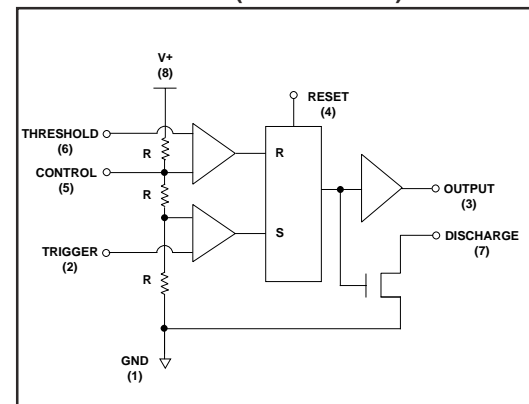 V+
(8)
RESET
(4)
THRESHOLD
(6)
R
R
CONTROL
(5)
R
OUTPUT
(3)
S
DISCHARGE
(7)
TRIGGER
(2)
R
GND
(1)